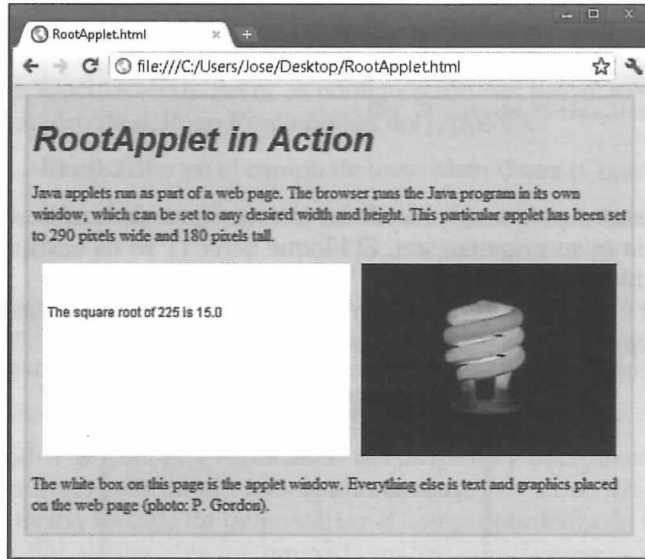 RootApplet.html
file:///C:/Users/Jose/Desktop/RootApplet.html
RootApplet in Action
Java applets run as part of a web page. The browser runs the Java program in its own
window, which can be set to any desired width and height. This particular applet has been set
to 290 pixels wide and 180 pixels tall.
The square root of 225 is 15.0
The white box on this page is the applet window. Everything else is text and graphics placed
on the web page (photo: P. Gordon).